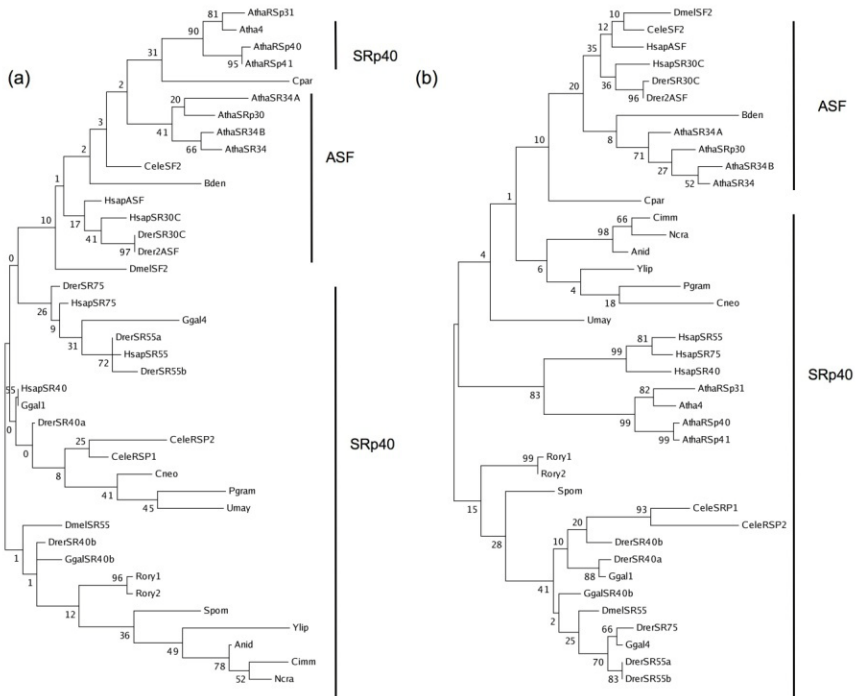 (a)
81
AthaRSp31
Atha4
90
AthaRSp40
95
AthaRSp41
31
Cpar
SRp40
2
20
AthaSR34A
AthaSRp30
41
AthaSR34B
66
AthaSR34
3
CeleSF2
2
Bden
1
HsapASF
17
HsapSR30C
41
DrerSR30C
97
Drer2ASF
10
DmelSF2
ASF
0
DrerSR75
26
HsapSR75
9
Ggal4
31
DrerSR55a
HsapSR55
72
DrerSR55b
55
HsapSR40
Ggal1
0
DrerSR40a
0
25
CeleRSP2
CeleRSP1
8
Cneo
41
Pgram
45
Umay
SRp40
DmelSR55
1
DrerSR40b
GgalSR40b
1
96
Rory1
Rory2
12
Spom
36
Ylip
49
Anid
78
Cimm
52
Ncra
(b)
10
DmelSF2
12
CeleSF2
35
HsapASF
HsapSR30C
36
DrerSR30C
96
Drer2ASF
20
Bden
8
AthaSR34A
71
AthaSRp30
27
AthaSR34B
52
AthaSR34
ASF
10
Cpar
1
66
Cimm
98
Ncra
Anid
6
Ylip
4
Pgram
18
Cneo
4
Umay
81
HsapSR55
99
HsapSR75
HsapSR40
83
82
AthaRSp31
Atha4
99
AthaRSp40
99
AthaRSp41
SRp40
99
Rory1
Rory2
15
Spom
28
93
CeleSRP1
20
CeleRSP2
10
DrerSR40b
DrerSR40a
88
Ggal1
41
GgalSR40b
2
DmelSR55
25
66
DrerSR75
Ggal4
70
DrerSR55a
83
DrerSR55b